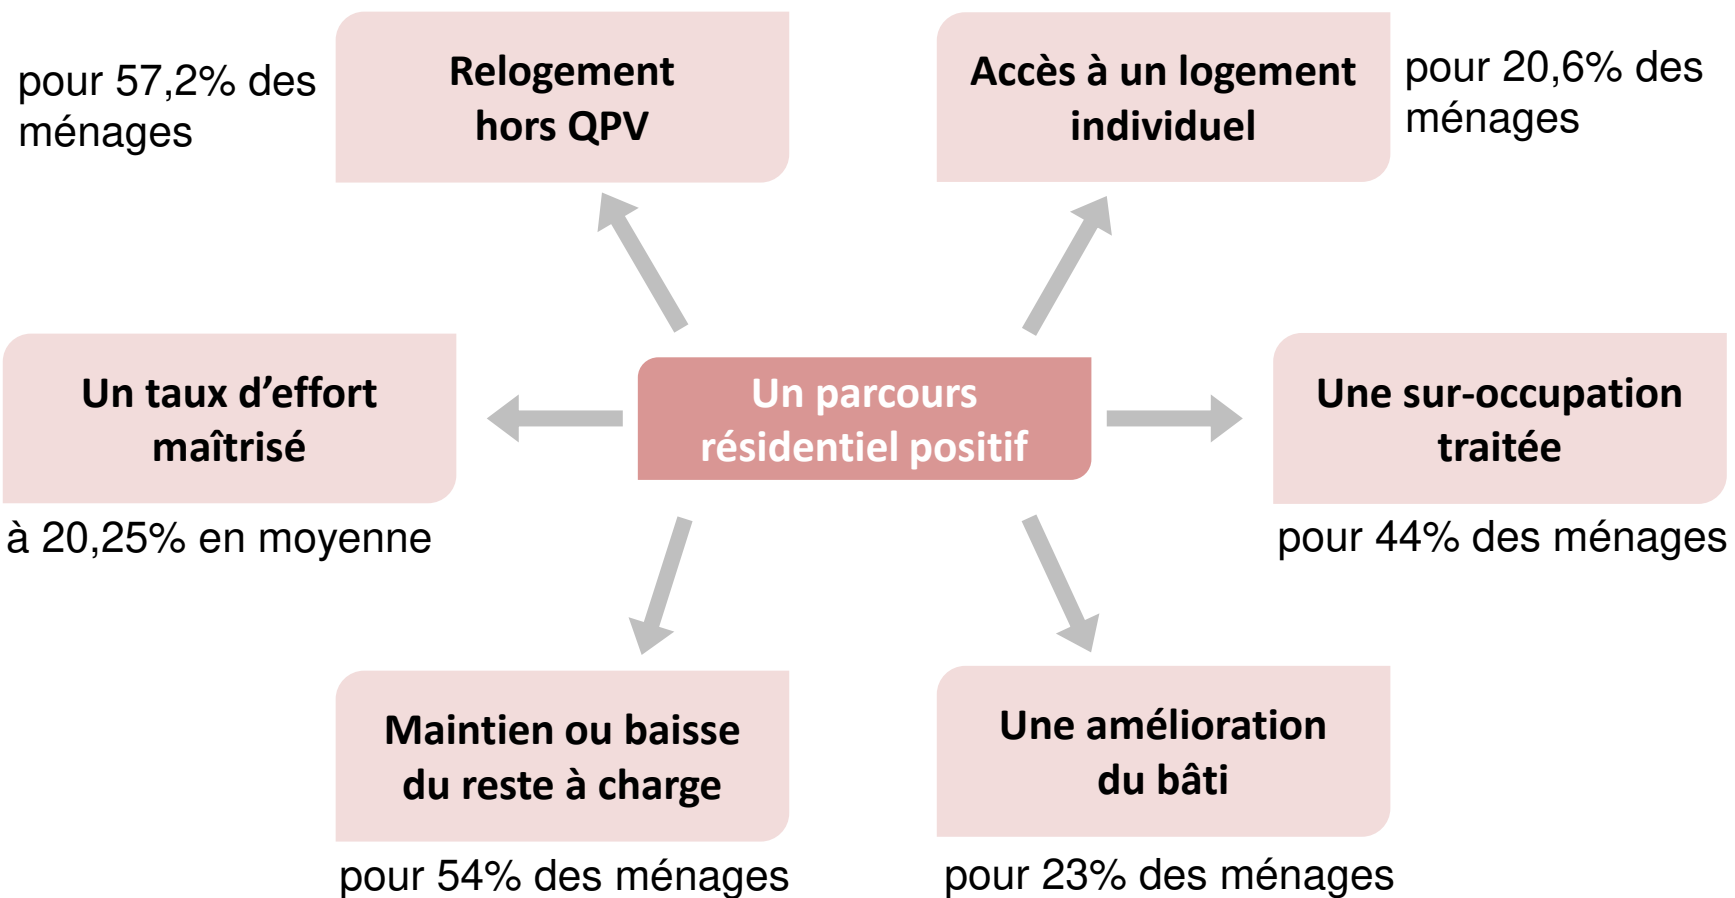 pour 57,2% des
ménages
Relogement
hors QPV
Accès à un logement
individuel
pour 20,6% des
ménages
Un taux d’effort
maîtrisé
à 20,25% en moyenne
Un parcours
résidentiel positif
Une sur-occupation
traitée
pour 44% des ménages
Maintien ou baisse
du reste à charge
pour 54% des ménages
Une amélioration
du bâti
pour 23% des ménages